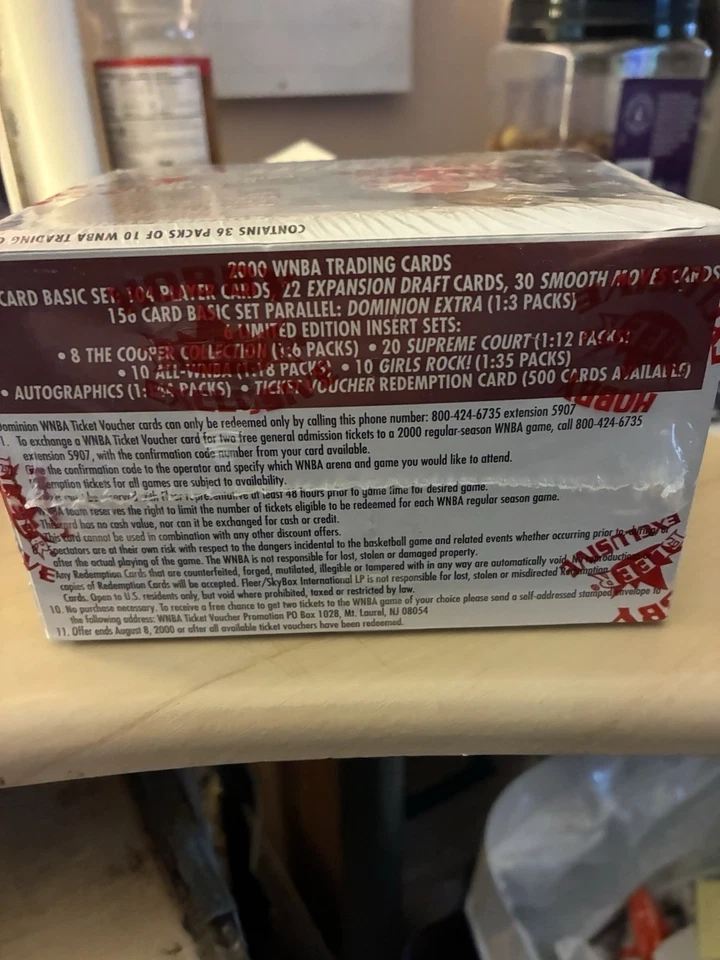 CONTAINS 36 PACKS OF 10 WNBA TRADING
2000 WNBA TRADING CARDS
CARD BASIC SET: 104 PLAYER CARDS, 22 EXPANSION DRAFT CARDS, 30 SMOOTH MOVES CARDS
156 CARD BASIC SET PARALLEL: DOMINION EXTRA (1:3 PACKS)
6 LIMITED EDITION INSERT SETS:
• 8 THE COOPER COLLECTION (1:6 PACKS) • 20 SUPREME COURT (1:12 PACKS)
• 10 ALL-WNBA (1:18 PACKS) • 10 GIRLS ROCK! (1:35 PACKS)
• AUTOGRAPHICS PACKS) • TICKET VOUCHER REDEMPTION CARD (500 CARDS AVAILABLE)
Dominion WNBA Ticket Voucher cards can only be redeemed only by calling this phone number: 800-424-6735 extension 5907
1. To exchange a WNBA Ticket Voucher card for two free general admission tickets to a 2000 regular-season WNBA game, call 800-424-6735
extension 5907, with the confirmation code number from your card available.
Give the confirmation code to the operator and specify which WNBA arena and game you would like to attend.
emption tickets for all games are subject to availability.
representative at least 48 hours prior to game time for desired game.
team reserves the right to limit the number of tickets eligible to be redeemed for each WNBA regular season game.
This card has no cash value, nor can it be exchanged for cash or credit.
This card cannot be used in combination with any other discount offers.
Spectators are at their own risk with respect to the dangers incidental to the basketball game and related events whether occurring prior to, during or
after the actual playing of the game. The WNBA is not responsible for lost, stolen or damaged property.
Any Redemption Cards that are counterfeited, forged, mutilated, illegible or tampered with in any way are automatically void. No reproductions
copies of Redemption Cards will be accepted. Fleer/SkyBox International LP is not responsible for lost, stolen or misdirected Redemption
Cards. Open to U.S. residents only, but void where prohibited, taxed or restricted by law.
10. No purchase necessary. To receive a free chance to get two tickets to the WNBA game of your choice please send a self-addressed stamped envelope to
the following address: WNBA Ticket Voucher Promotion PO Box 1028, Mt. Laurel, NJ 08054
11. Offer ends August 8, 2000 or after all available ticket vouchers have been redeemed.
HOBBY
EXCLUSIVE